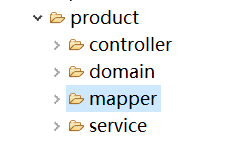 product
controller
domain
mapper
service